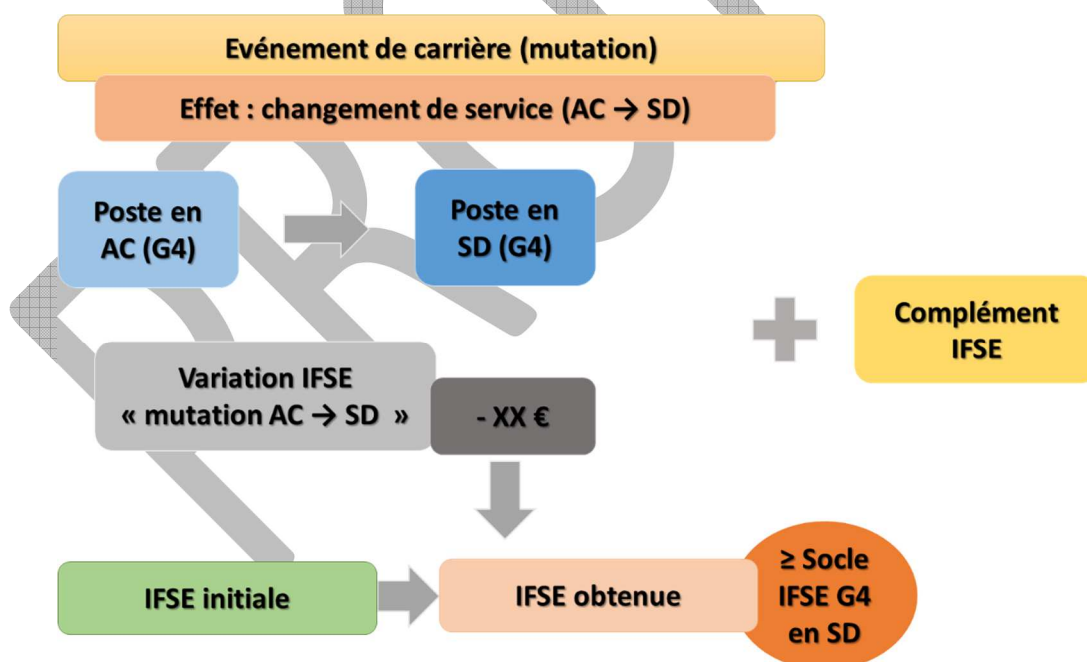 Evénement de carrière (mutation)
Effet : changement de service (AC → SD)
Poste en
AC (G4)
Poste en
SD (G4)
Complément
IFSE
Variation IFSE
« mutation AC → SD  »
- XX €
IFSE initiale
IFSE obtenue
≥ Socle
IFSE G4
en SD